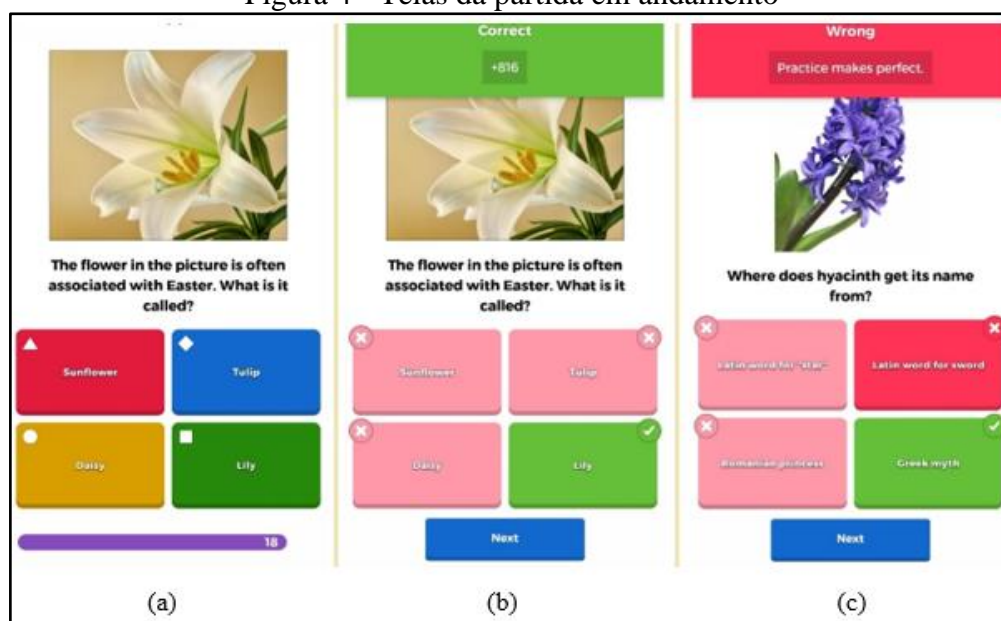 Figura 4 - Telas da partida em andamento
The flower in the picture is often
associated with Easter. What is it
called?
Sunflower
Tulip
Daisy
Lily
18
(a)
Correct
+816
The flower in the picture is often
associated with Easter. What is it
called?
Sunflower
Tulip
Daisy
Lily
Next
(b)
Wrong
Practice makes perfect.
Where does hyacinth get its name
from?
Latin word for "star"
Latin word for sword
Romanian princess
Greek myth
Next
(c)